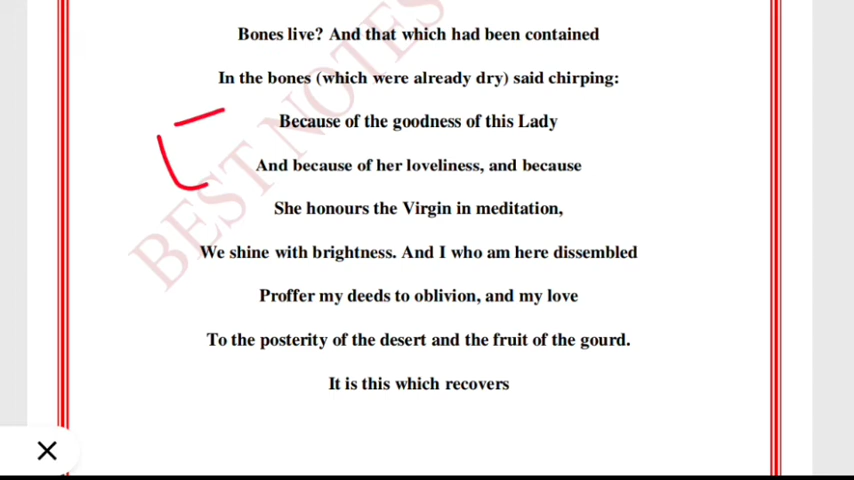 Bones live? And that which had been contained
In the bones (which were already dry) said chirping:
Because of the goodness of this Lady
And because of her loveliness, and because
She honours the Virgin in meditation,
We shine with brightness. And I who am here dissembled
Proffer my deeds to oblivion, and my love
To the posterity of the desert and the fruit of the gourd.
It is this which recovers
BEST NOTES